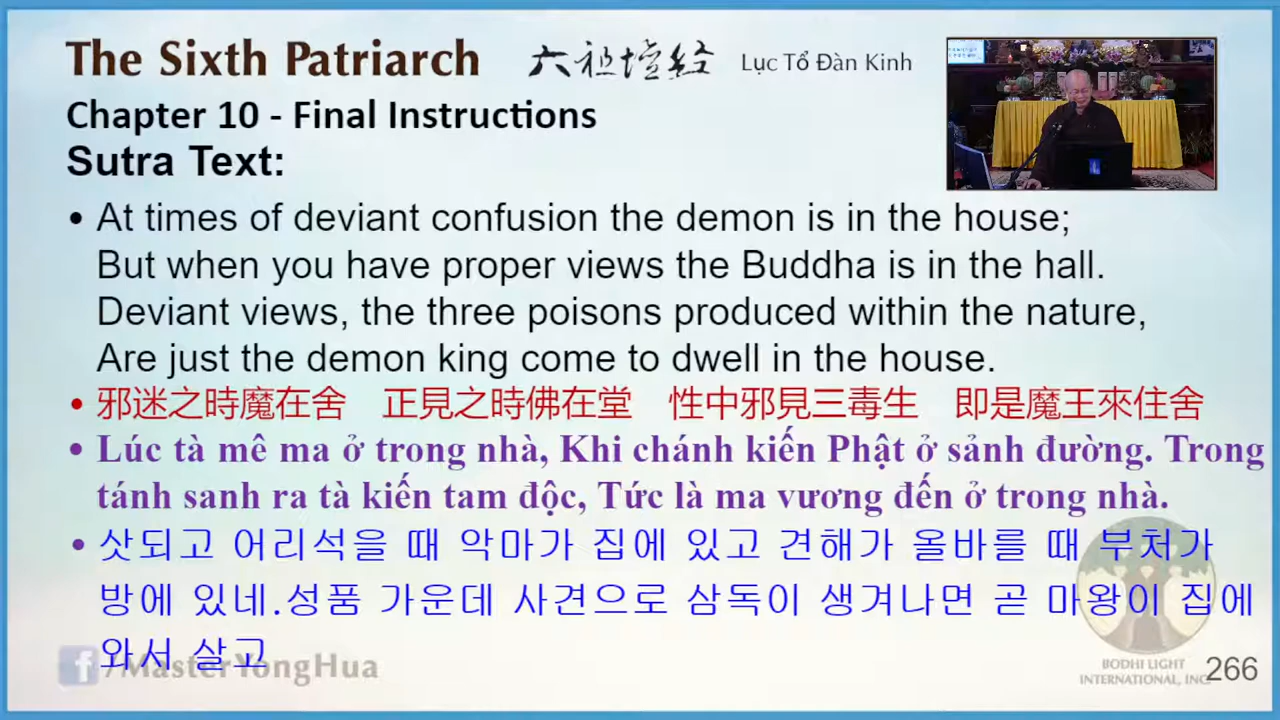 The Sixth Patriarch 六祖壇經 Lục Tổ Đàn Kinh
Chapter 10 - Final Instructions
Sutra Text:
• At times of deviant confusion the demon is in the house;
But when you have proper views the Buddha is in the hall.
Deviant views, the three poisons produced within the nature,
Are just the demon king come to dwell in the house.
• 邪迷之時魔在舍 正見之時佛在堂 性中邪見三毒生 即是魔王來住舍
• Lúc tà mê ma ở trong nhà, Khi chánh kiến Phật ở sảnh đường. Trong
tánh sanh ra tà kiến tam độc, Tức là ma vương đến ở trong nhà.
• 삿되고 어리석을 때 악마가 집에 있고 견해가 올바를 때 부처가
방에 있네.성품 가운데 사견으로 삼독이 생겨나면 곧 마왕이 집에
와서 살고
f /MasterYongHua
BODHI LIGHT
INTERNATIONAL, INC.
266